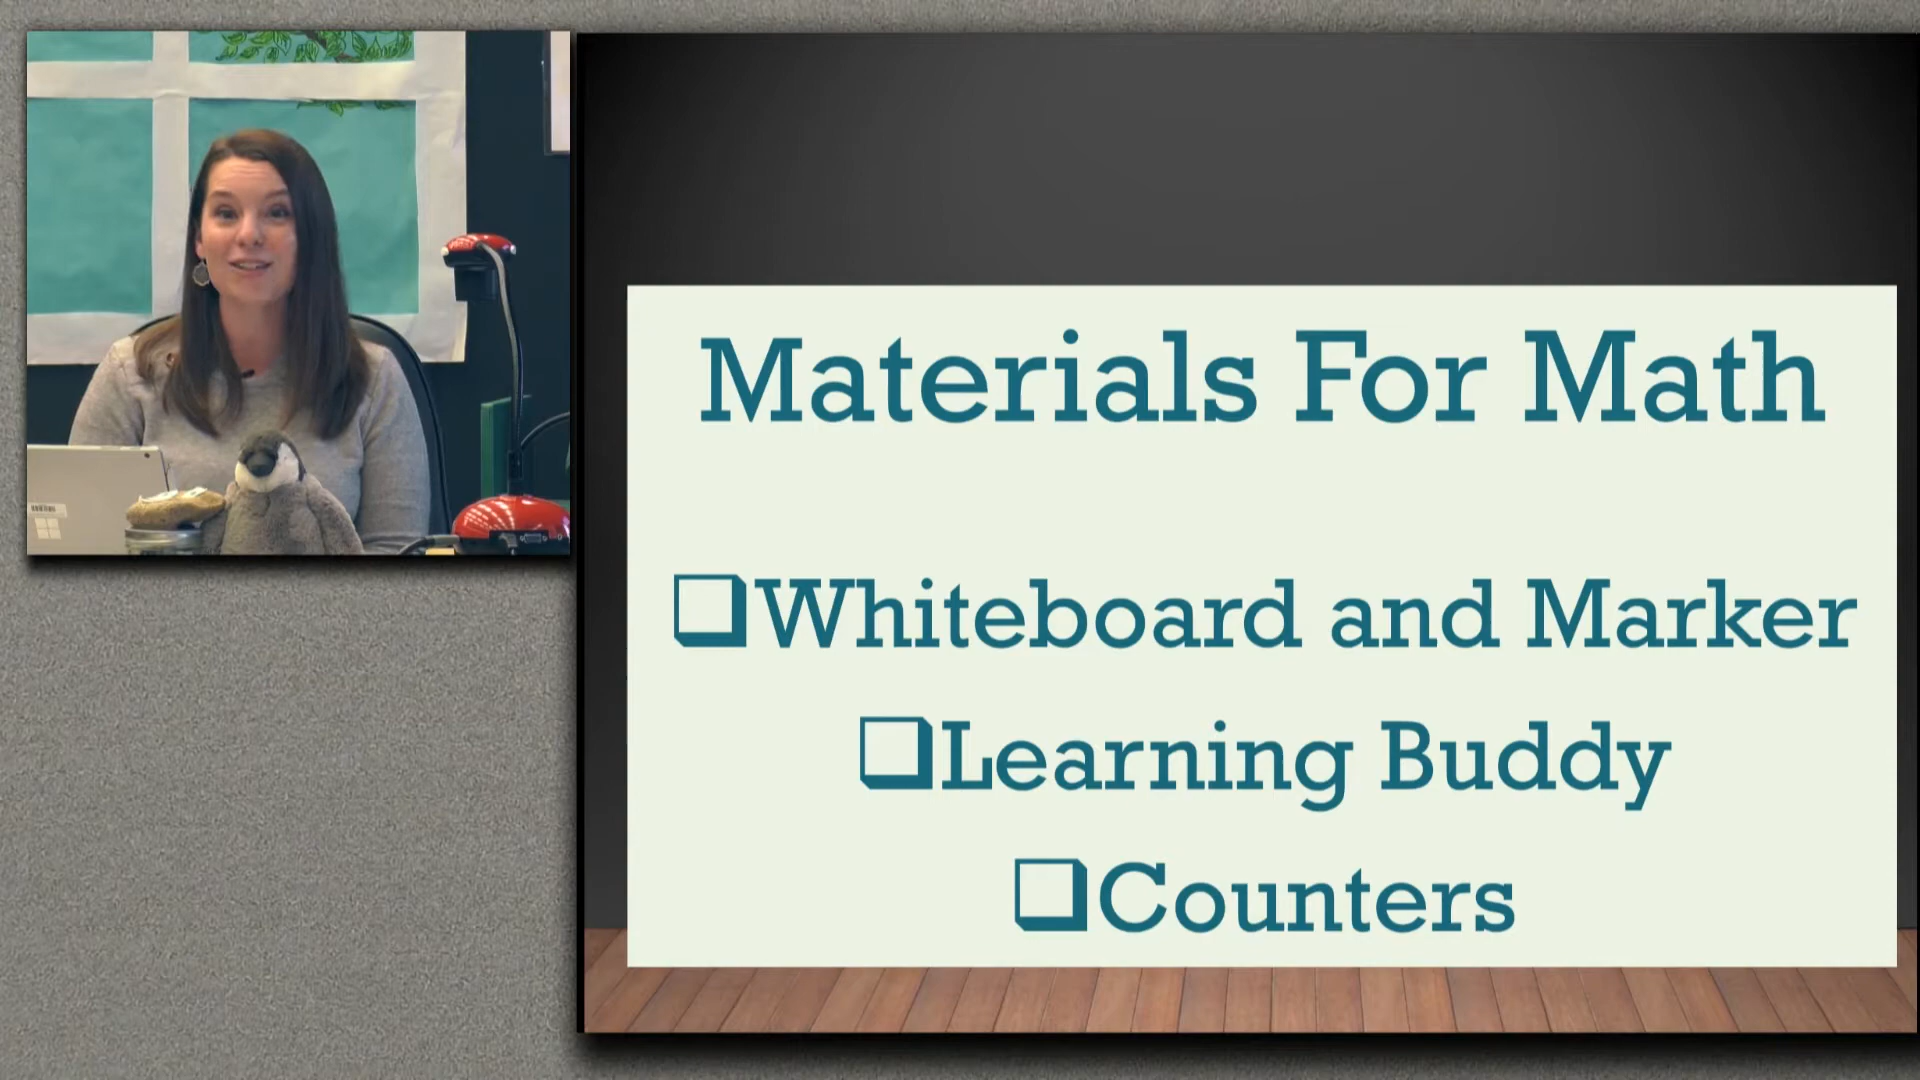 Materials For Math
Whiteboard and Marker
Learning Buddy
Counters